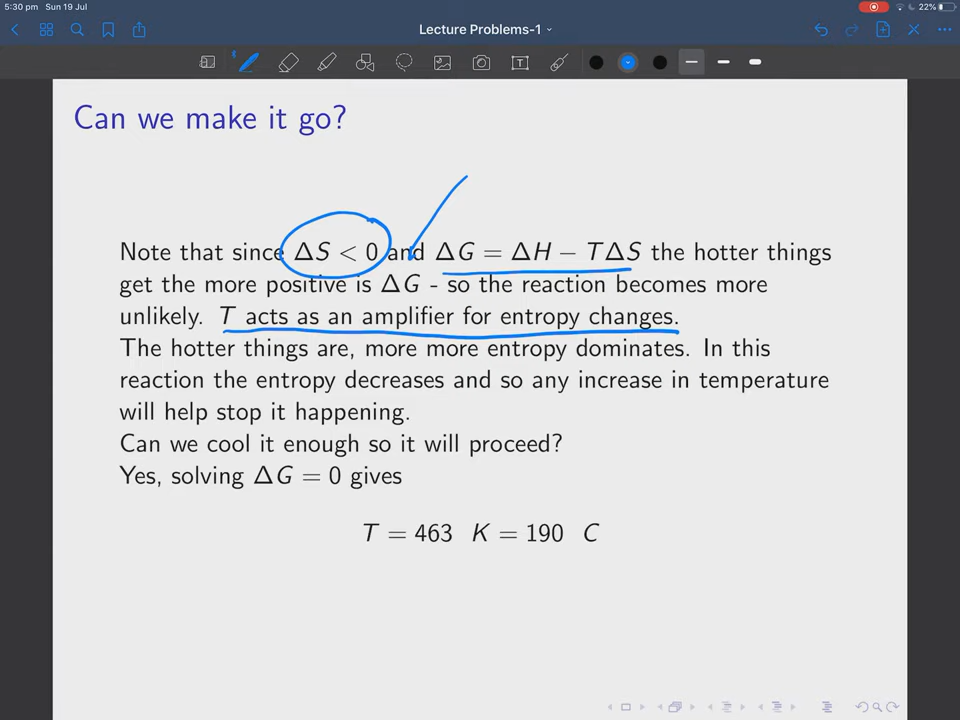 5:30 pm Sun 19 Jul
22%
Lecture Problems-1
Can we make it go?
Note that since ΔS < 0 and ΔG = ΔH − TΔS the hotter things
get the more positive is ΔG - so the reaction becomes more
unlikely. T acts as an amplifier for entropy changes.
The hotter things are, more more entropy dominates. In this
reaction the entropy decreases and so any increase in temperature
will help stop it happening.
Can we cool it enough so it will proceed?
Yes, solving ΔG = 0 gives
T = 463 K = 190 C